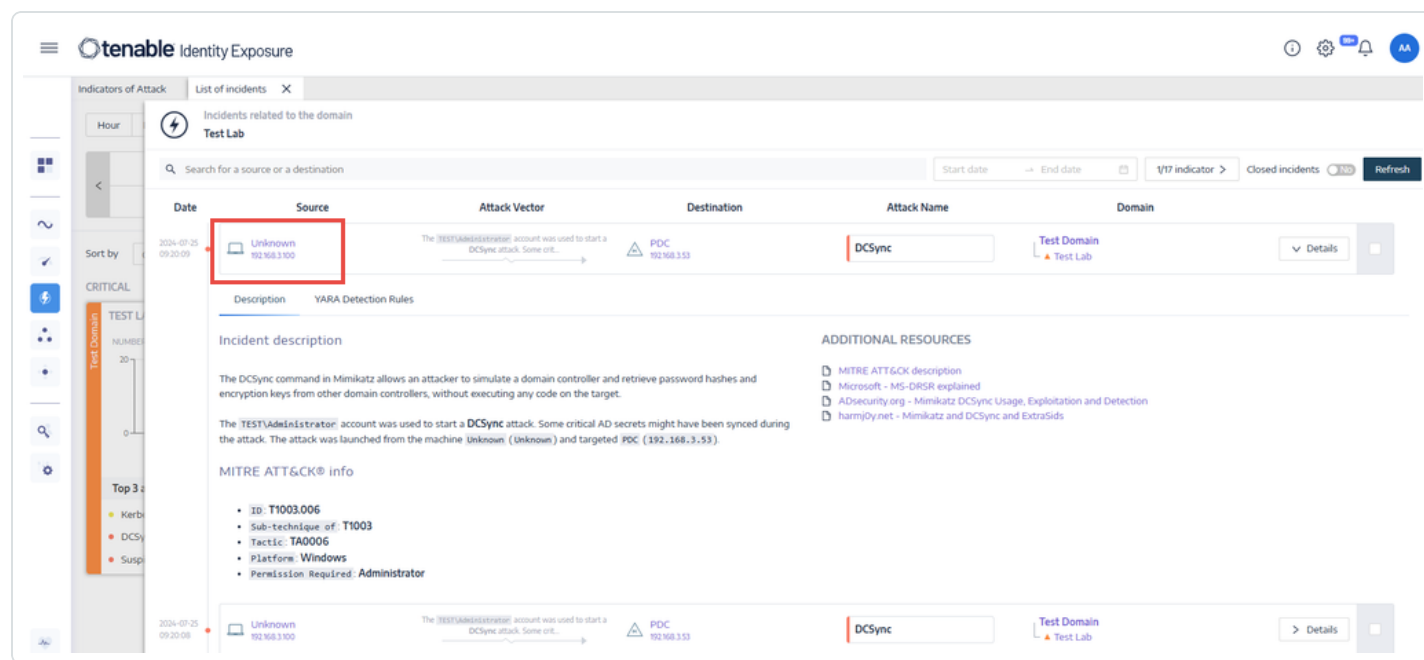 tenable Identity Exposure
99+
AA
Indicators of Attack
List of incidents
Hour
Incidents related to the domain
Test Lab
Search for a source or a destination
Start date
End date
1/17 indicator >
Closed incidents
No
Refresh
Date Source Attack Vector Destination Attack Name Domain
Sort by
CRITICAL
Test Domain
TEST L
NUMBE
20
0
Top 3 a
Kerb
DCSy
Susp
2024-07-25
09:20:09
Unknown
192.168.3.100
The TEST\Administrator account was used to start a
DCSync attack. Some crit...
PDC
192.168.3.53
DCSync
Test Domain
Test Lab
Details
Description YARA Detection Rules
Incident description
The DCSync command in Mimikatz allows an attacker to simulate a domain controller and retrieve password hashes and
encryption keys from other domain controllers, without executing any code on the target.
The TEST\Administrator account was used to start a DCSync attack. Some critical AD secrets might have been synced during
the attack. The attack was launched from the machine Unknown (Unknown) and targeted PDC (192.168.3.53).
MITRE ATT&CK® info
• ID: T1003.006
• Sub-technique of: T1003
• Tactic: TA0006
• Platform: Windows
• Permission Required: Administrator
ADDITIONAL RESOURCES
MITRE ATT&CK description
Microsoft - MS-DRSR explained
ADsecurity.org - Mimikatz DCSync Usage, Exploitation and Detection
harmj0y.net - Mimikatz and DCSync and ExtraSids
2024-07-25
09:20:08
Unknown
192.168.3.100
The TEST\Administrator account was used to start a
DCSync attack. Some crit...
PDC
192.168.3.53
DCSync
Test Domain
Test Lab
Details